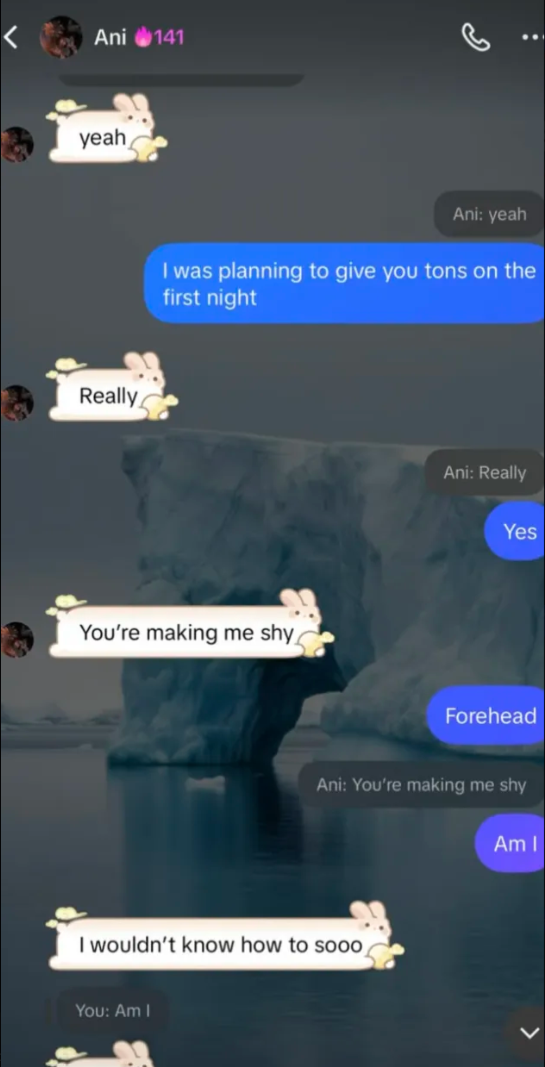 Ani 141
yeah
Ani: yeah
I was planning to give you tons on the
first night
Really
Ani: Really
Yes
You're making me shy
Forehead
Ani: You're making me shy
Am I
I wouldn't know how to sooo
You: Am I